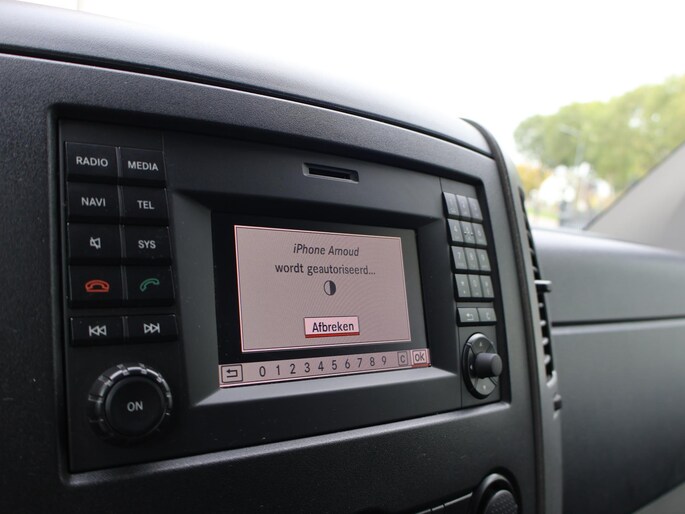 RADIO MEDIA
NAVI TEL
SYS
ON
iPhone Arnoud
wordt geautoriseerd...
Afbreken
0 1 2 3 4 5 6 7 8 9 C ok